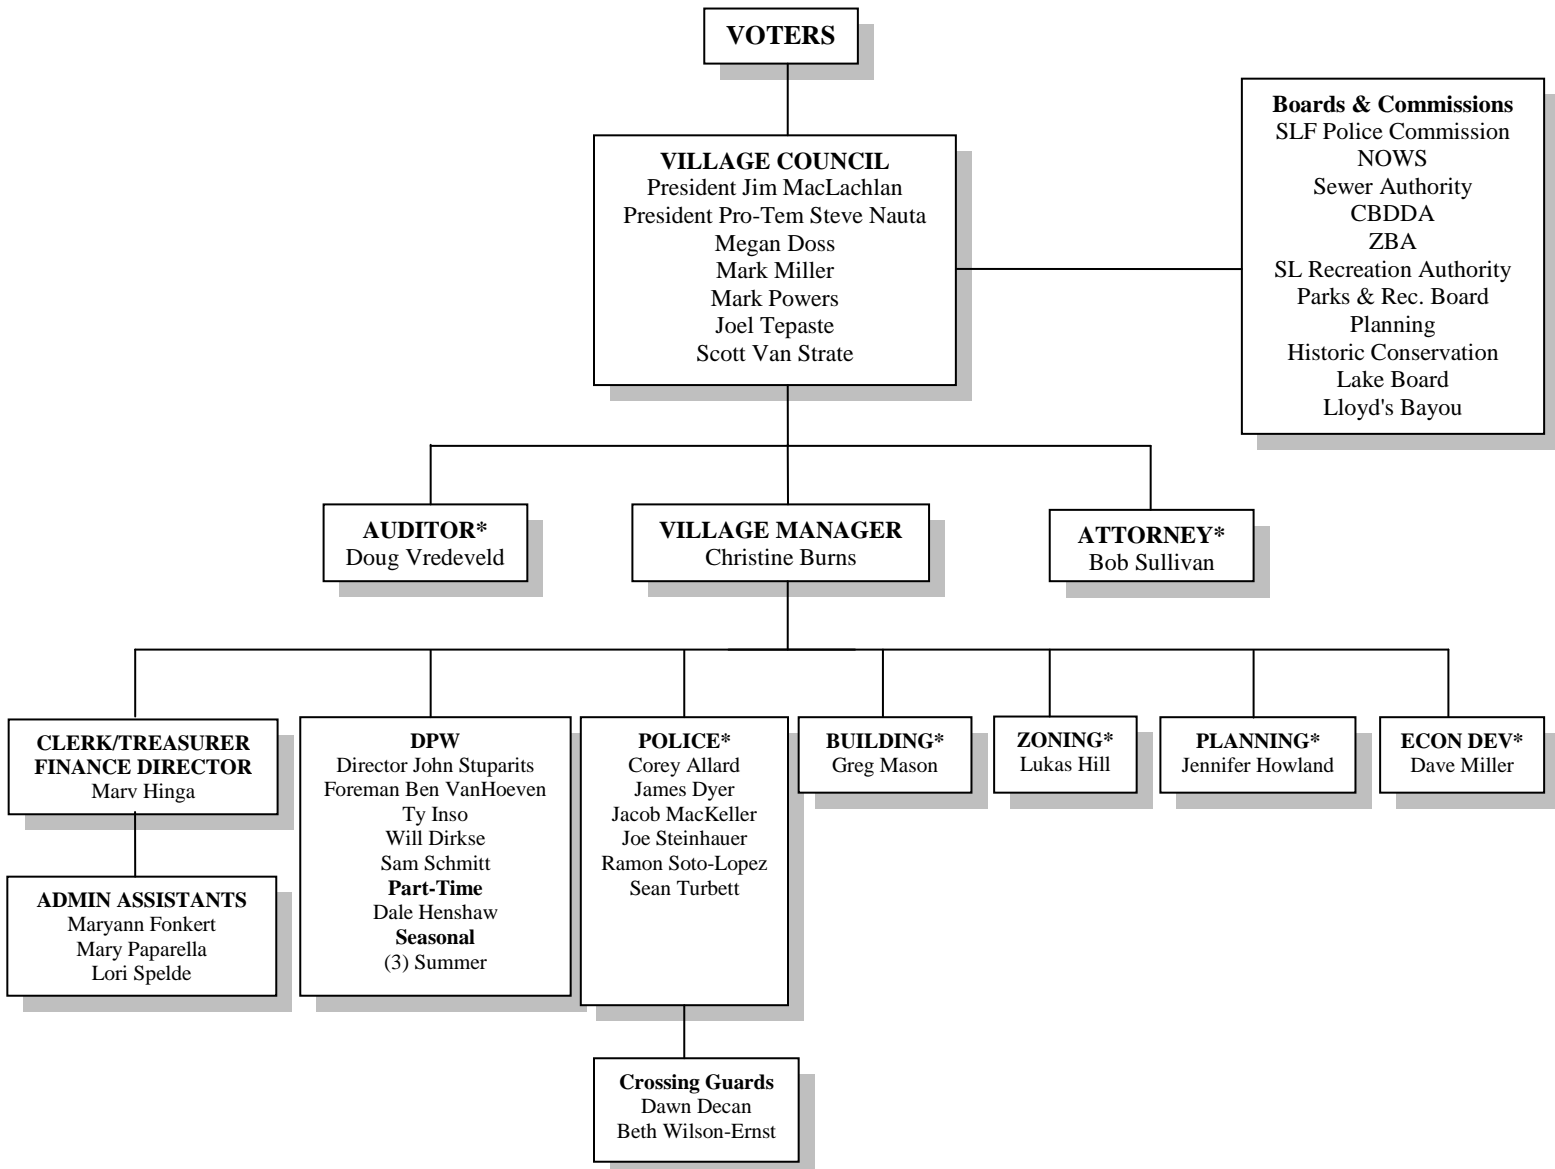 VOTERS
VILLAGE COUNCIL
President Jim MacLachlan
President Pro-Tem Steve Nauta
Megan Doss
Mark Miller
Mark Powers
Joel Tepaste
Scott Van Strate
Boards & Commissions
SLF Police Commission
NOWS
Sewer Authority
CBDDA
ZBA
SL Recreation Authority
Parks & Rec. Board
Planning
Historic Conservation
Lake Board
Lloyd's Bayou
AUDITOR*
Doug Vredeveld
VILLAGE MANAGER
Christine Burns
ATTORNEY*
Bob Sullivan
CLERK/TREASURER
FINANCE DIRECTOR
Marv Hinga
ADMIN ASSISTANTS
Maryann Fonkert
Mary Paparella
Lori Spelde
DPW
Director John Stuparits
Foreman Ben VanHoeven
Ty Inso
Will Dirkse
Sam Schmitt
Part-Time
Dale Henshaw
Seasonal
(3) Summer
POLICE*
Corey Allard
James Dyer
Jacob MacKeller
Joe Steinhauer
Ramon Soto-Lopez
Sean Turbett
Crossing Guards
Dawn Decan
Beth Wilson-Ernst
BUILDING*
Greg Mason
ZONING*
Lukas Hill
PLANNING*
Jennifer Howland
ECON DEV*
Dave Miller